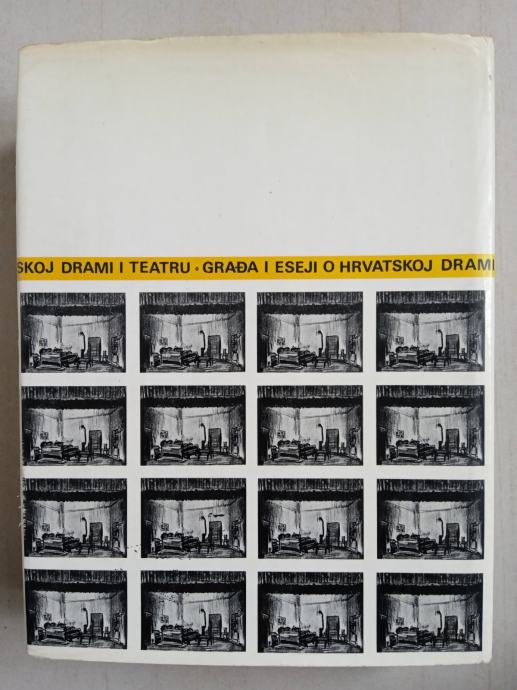 SKOJ DRAMI I TEATRU • GRAĐA I ESEJI O HRVATSKOJ DRAMI